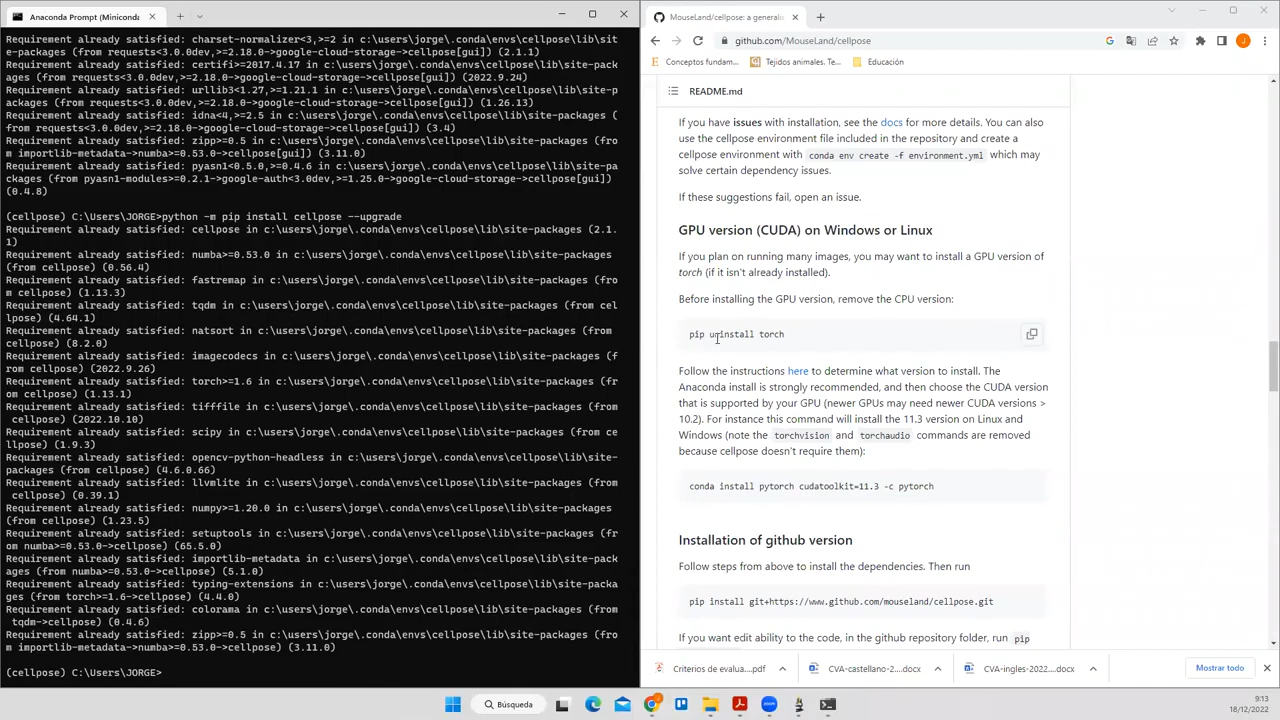 Anaconda Prompt (Miniconda
Requirement already satisfied: charset-normalizer<3,>=2 in c:\users\jorge\.conda\envs\cellpose\lib\sit
e-packages (from requests<3.0.0dev,>=2.18.0->google-cloud-storage->cellpose[gui]) (2.1.1)
Requirement already satisfied: certifi>=2017.4.17 in c:\users\jorge\.conda\envs\cellpose\lib\site-pack
ages (from requests<3.0.0dev,>=2.18.0->google-cloud-storage->cellpose[gui]) (2022.9.24)
Requirement already satisfied: urllib3<1.27,>=1.21.1 in c:\users\jorge\.conda\envs\cellpose\lib\site-p
ackages (from requests<3.0.0dev,>=2.18.0->google-cloud-storage->cellpose[gui]) (1.26.13)
Requirement already satisfied: idna<4,>=2.5 in c:\users\jorge\.conda\envs\cellpose\lib\site-packages (
from requests<3.0.0dev,>=2.18.0->google-cloud-storage->cellpose[gui]) (3.4)
Requirement already satisfied: zipp>=0.5 in c:\users\jorge\.conda\envs\cellpose\lib\site-packages (fro
m importlib-metadata->numba>=0.53.0->cellpose[gui]) (3.11.0)
Requirement already satisfied: pyasn1<0.5.0,>=0.4.6 in c:\users\jorge\.conda\envs\cellpose\lib\site-pa
ckages (from pyasn1-modules>=0.2.1->google-auth<3.0dev,>=1.25.0->google-cloud-storage->cellpose[gui])
(0.4.8)
(cellpose) C:\Users\JORGE>python -m pip install cellpose --upgrade
Requirement already satisfied: cellpose in c:\users\jorge\.conda\envs\cellpose\lib\site-packages (2.1.
1)
Requirement already satisfied: numba>=0.53.0 in c:\users\jorge\.conda\envs\cellpose\lib\site-packages
(from cellpose) (0.56.4)
Requirement already satisfied: fastremap in c:\users\jorge\.conda\envs\cellpose\lib\site-packages (fro
m cellpose) (1.13.3)
Requirement already satisfied: tqdm in c:\users\jorge\.conda\envs\cellpose\lib\site-packages (from cel
lpose) (4.64.1)
Requirement already satisfied: natsort in c:\users\jorge\.conda\envs\cellpose\lib\site-packages (from
cellpose) (8.2.0)
Requirement already satisfied: imagecodecs in c:\users\jorge\.conda\envs\cellpose\lib\site-packages (f
rom cellpose) (2022.9.26)
Requirement already satisfied: torch>=1.6 in c:\users\jorge\.conda\envs\cellpose\lib\site-packages (fr
om cellpose) (1.13.1)
Requirement already satisfied: tifffile in c:\users\jorge\.conda\envs\cellpose\lib\site-packages (from
cellpose) (2022.10.10)
Requirement already satisfied: scipy in c:\users\jorge\.conda\envs\cellpose\lib\site-packages (from ce
llpose) (1.9.3)
Requirement already satisfied: opencv-python-headless in c:\users\jorge\.conda\envs\cellpose\lib\site-
packages (from cellpose) (4.6.0.66)
Requirement already satisfied: llvmlite in c:\users\jorge\.conda\envs\cellpose\lib\site-packages (from
cellpose) (0.39.1)
Requirement already satisfied: numpy>=1.20.0 in c:\users\jorge\.conda\envs\cellpose\lib\site-packages
(from cellpose) (1.23.5)
Requirement already satisfied: setuptools in c:\users\jorge\.conda\envs\cellpose\lib\site-packages (fr
om numba>=0.53.0->cellpose) (65.5.0)
Requirement already satisfied: importlib-metadata in c:\users\jorge\.conda\envs\cellpose\lib\site-pack
ages (from numba>=0.53.0->cellpose) (5.1.0)
Requirement already satisfied: typing-extensions in c:\users\jorge\.conda\envs\cellpose\lib\site-packa
ges (from torch>=1.6->cellpose) (4.4.0)
Requirement already satisfied: colorama in c:\users\jorge\.conda\envs\cellpose\lib\site-packages (from
tqdm->cellpose) (0.4.6)
Requirement already satisfied: zipp>=0.5 in c:\users\jorge\.conda\envs\cellpose\lib\site-packages (fro
m importlib-metadata->numba>=0.53.0->cellpose) (3.11.0)
(cellpose) C:\Users\JORGE>
MouseLand/cellpose: a general
github.com/MouseLand/cellpose
J
Conceptos fundam... Tejidos animales. Te... Educación
README.md
If you have issues with installation, see the docs for more details. You can also
use the cellpose environment file included in the repository and create a
cellpose environment with conda env create -f environment.yml which may
solve certain dependency issues.
If these suggestions fail, open an issue.
GPU version (CUDA) on Windows or Linux
If you plan on running many images, you may want to install a GPU version of
torch (if it isn't already installed).
Before installing the GPU version, remove the CPU version:
pip uninstall torch
Follow the instructions here to determine what version to install. The
Anaconda install is strongly recommended, and then choose the CUDA version
that is supported by your GPU (newer GPUs may need newer CUDA versions >
10.2). For instance this command will install the 11.3 version on Linux and
Windows (note the torchvision and torchaudio commands are removed
because cellpose doesn't require them):
conda install pytorch cudatoolkit=11.3 -c pytorch
Installation of github version
Follow steps from above to install the dependencies. Then run
pip install git+https://www.github.com/mouseland/cellpose.git
If you want edit ability to the code, in the github repository folder, run pip
Criterios de evalua....pdf CVA-castellano-2....docx CVA-ingles-2022....docx Mostrar todo
Búsqueda
zoom
9:13
18/12/2022